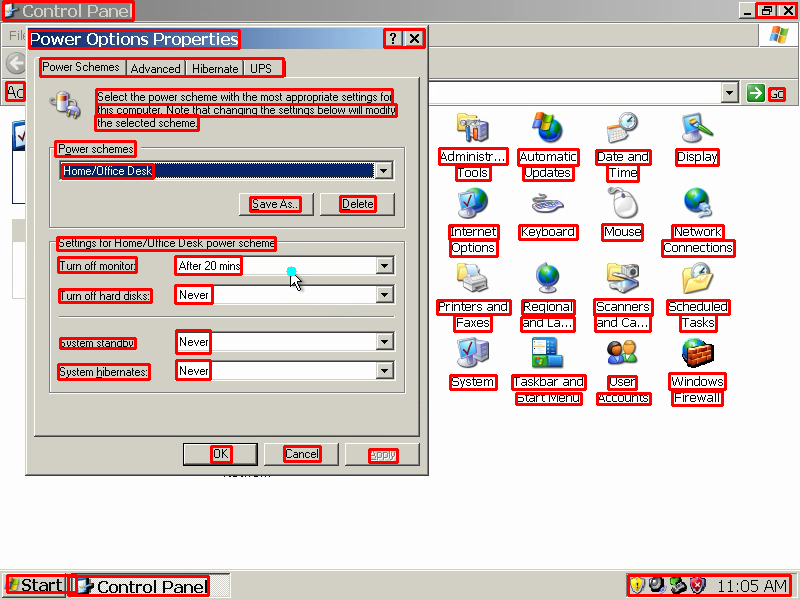 Control Panel
Power Options Properties
Power Schemes Advanced Hibernate UPS
Select the power scheme with the most appropriate settings for
this computer. Note that changing the settings below will modify
the selected scheme.
Power schemes
Home/Office Desk
Save As.. Delete
Settings for Home/Office Desk power scheme
Turn off monitor: After 20 mins
Turn off hard disks: Never
System standby Never
System hibernates: Never
OK Cancel Apply
Go
Administr... Tools
Automatic Updates
Date and Time
Display
Internet Options
Keyboard
Mouse
Network Connections
Printers and Faxes
Regional and La...
Scanners and Ca...
Scheduled Tasks
System
Taskbar and Start Menu
User Accounts
Windows Firewall
Start Control Panel 11:05 AM